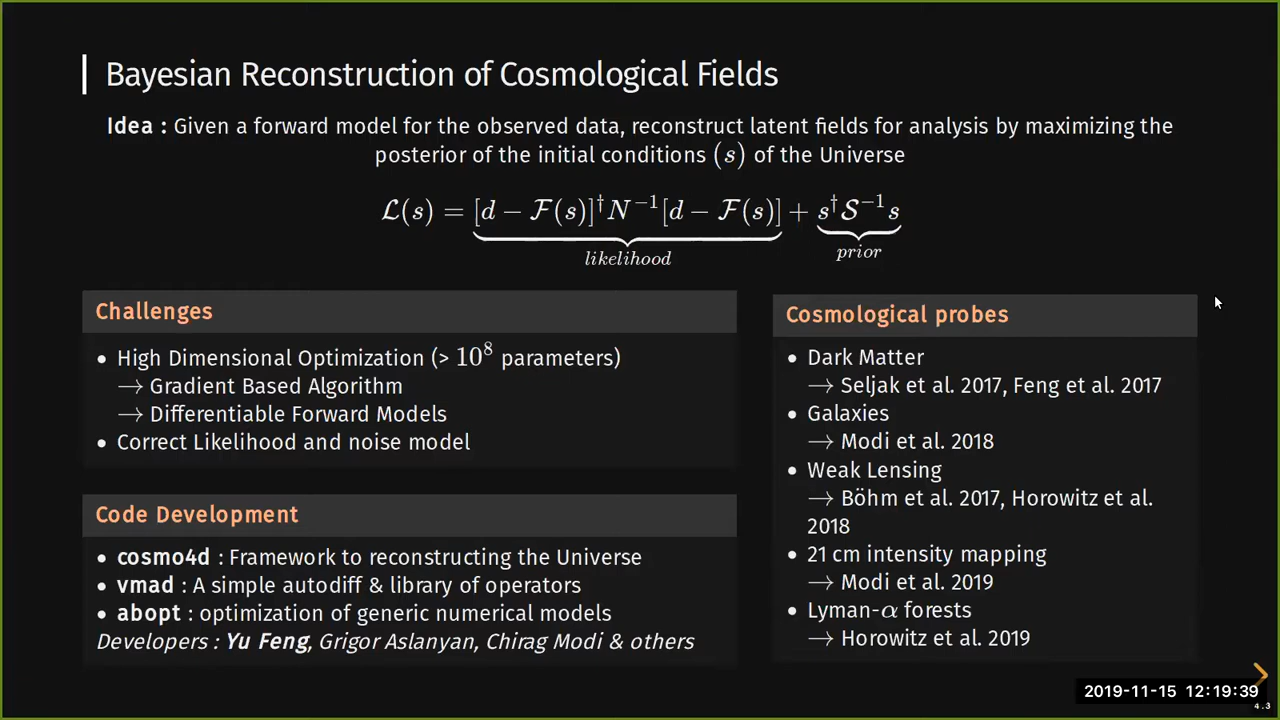 Bayesian Reconstruction of Cosmological Fields
Idea : Given a forward model for the observed data, reconstruct latent fields for analysis by maximizing the
posterior of the initial conditions (s) of the Universe
ℒ(s) = [d − ℱ(s)]†N⁻¹[d − ℱ(s)] + s†𝒮⁻¹s
likelihood
prior
Challenges
• High Dimensional Optimization (> 10⁸ parameters)
→ Gradient Based Algorithm
→ Differentiable Forward Models
• Correct Likelihood and noise model
Code Development
• cosmo4d : Framework to reconstructing the Universe
• vmad : A simple autodiff & library of operators
• abopt : optimization of generic numerical models
Developers : Yu Feng, Grigor Aslanyan, Chirag Modi & others
Cosmological probes
• Dark Matter
→ Seljak et al. 2017, Feng et al. 2017
• Galaxies
→ Modi et al. 2018
• Weak Lensing
→ Böhm et al. 2017, Horowitz et al.
2018
• 21 cm intensity mapping
→ Modi et al. 2019
• Lyman-α forests
→ Horowitz et al. 2019
2019-11-15 12:19:39
4.3